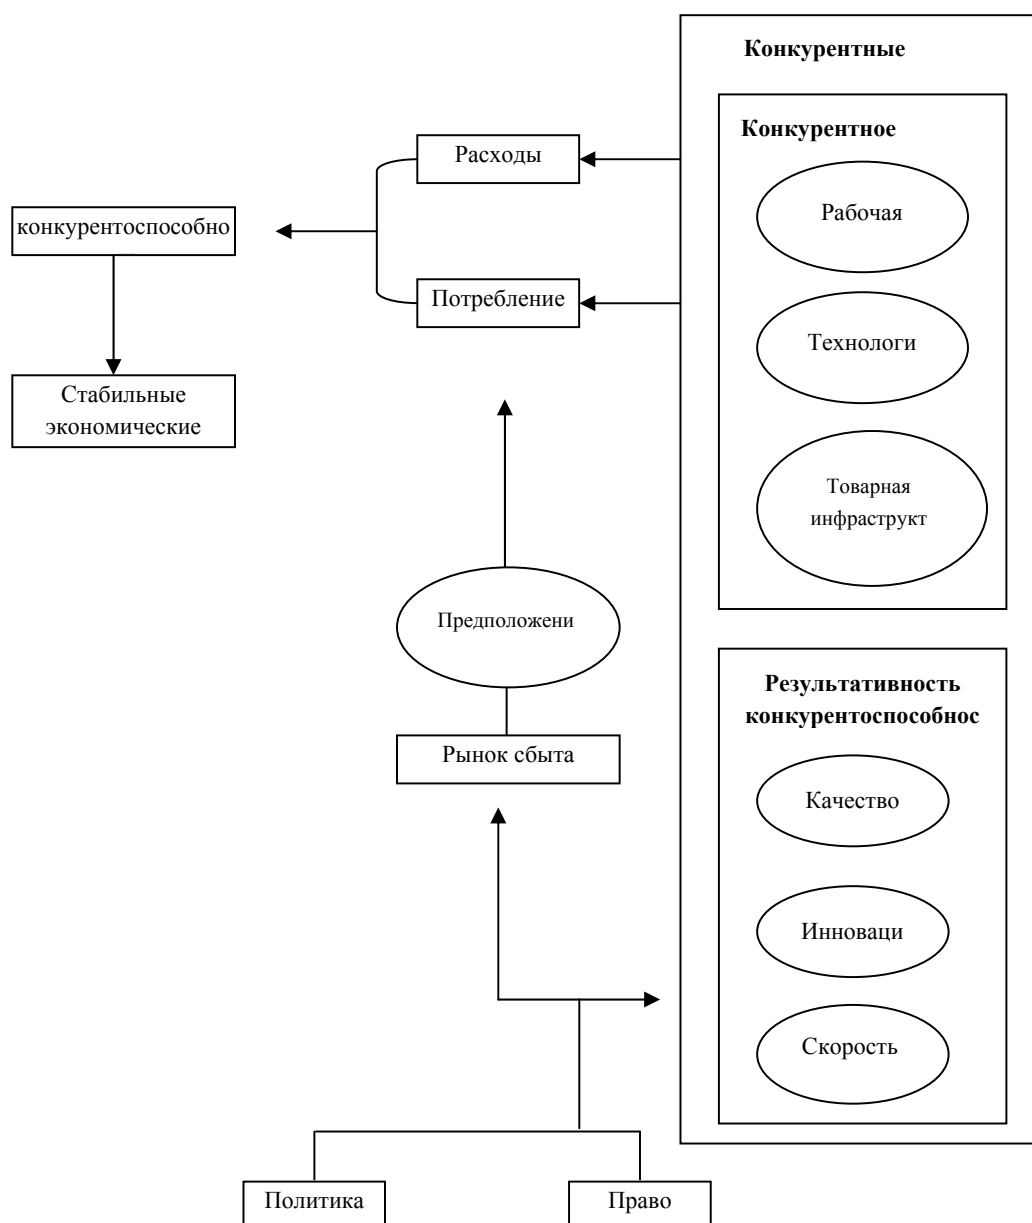 Конкурентные
Конкурентное
Расходы
Рабочая
конкурентоспособно
Потребление
Технологи
Стабильные
экономические
Товарная
инфраструкт
Предположени
Результативность
конкурентоспособнос
Рынок сбыта
Качество
Инноваци
Скорость
Политика
Право